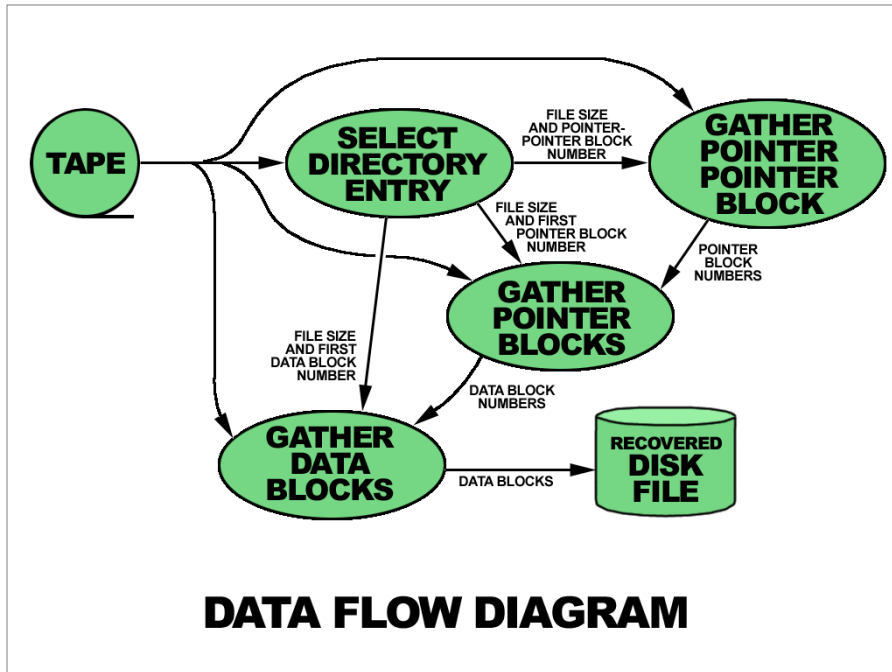 TAPE
SELECT
DIRECTORY
ENTRY
FILE SIZE
AND POINTER-
POINTER BLOCK
NUMBER
GATHER
POINTER
POINTER
BLOCK
FILE SIZE
AND FIRST
POINTER BLOCK
NUMBER
POINTER
BLOCK
NUMBERS
GATHER
POINTER
BLOCKS
FILE SIZE
AND FIRST
DATA BLOCK
NUMBER
DATA BLOCK
NUMBERS
GATHER
DATA
BLOCKS
DATA BLOCKS
RECOVERED
DISK
FILE
DATA FLOW DIAGRAM